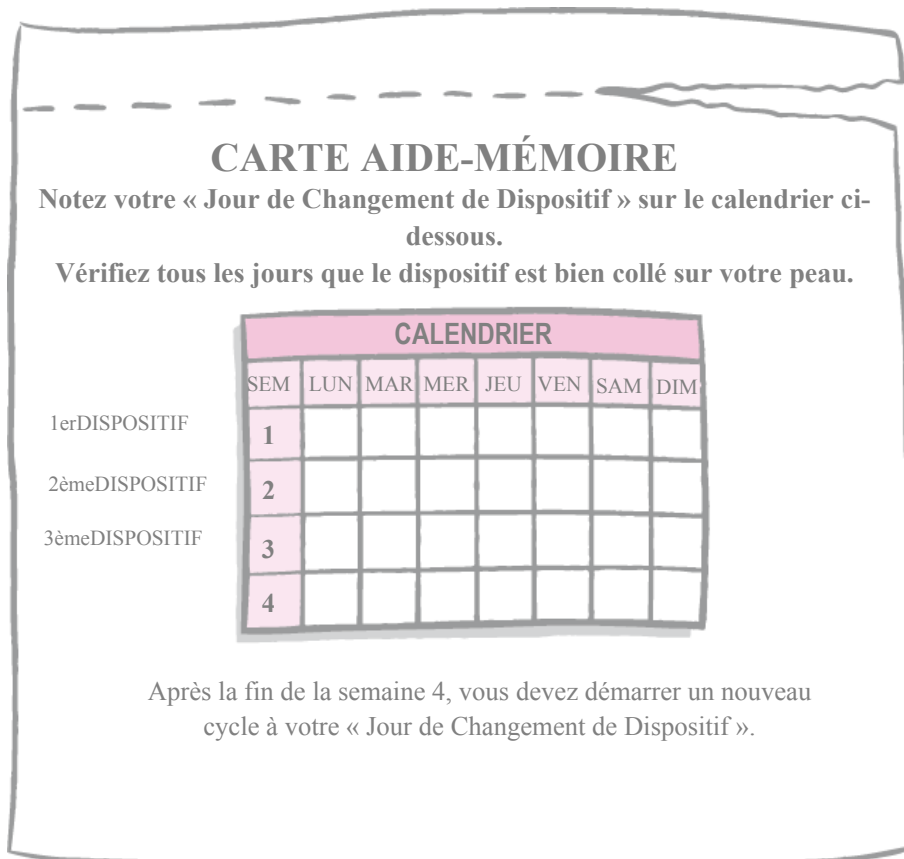 CARTE AIDE-MÉMOIRE
Notez votre « Jour de Changement de Dispositif » sur le calendrier ci-
dessous.
Vérifiez tous les jours que le dispositif est bien collé sur votre peau.
CALENDRIER
SEM LUN MAR MER JEU VEN SAM DIM
1erDISPOSITIF 1
2èmeDISPOSITIF 2
3èmeDISPOSITIF 3
4
Après la fin de la semaine 4, vous devez démarrer un nouveau
cycle à votre « Jour de Changement de Dispositif ».